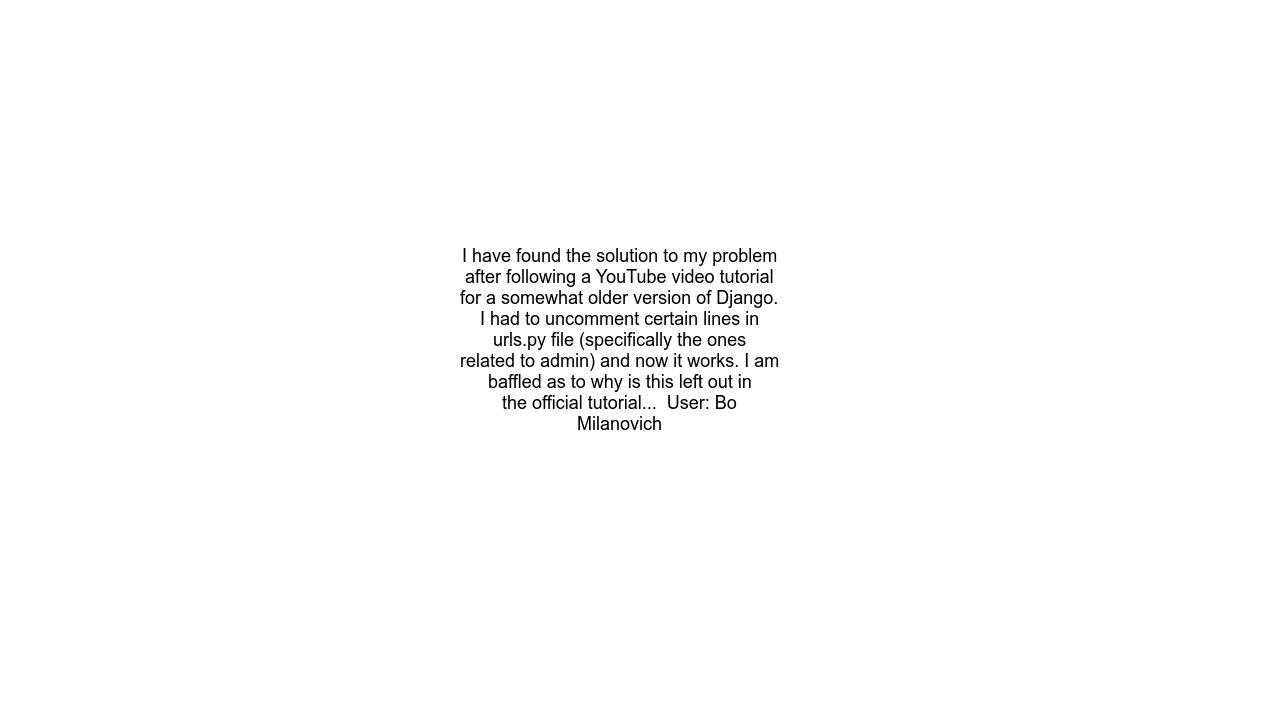 I have found the solution to my problem
after following a YouTube video tutorial
for a somewhat older version of Django.
I had to uncomment certain lines in
urls.py file (specifically the ones
related to admin) and now it works. I am
baffled as to why is this left out in
the official tutorial...  User: Bo
Milanovich